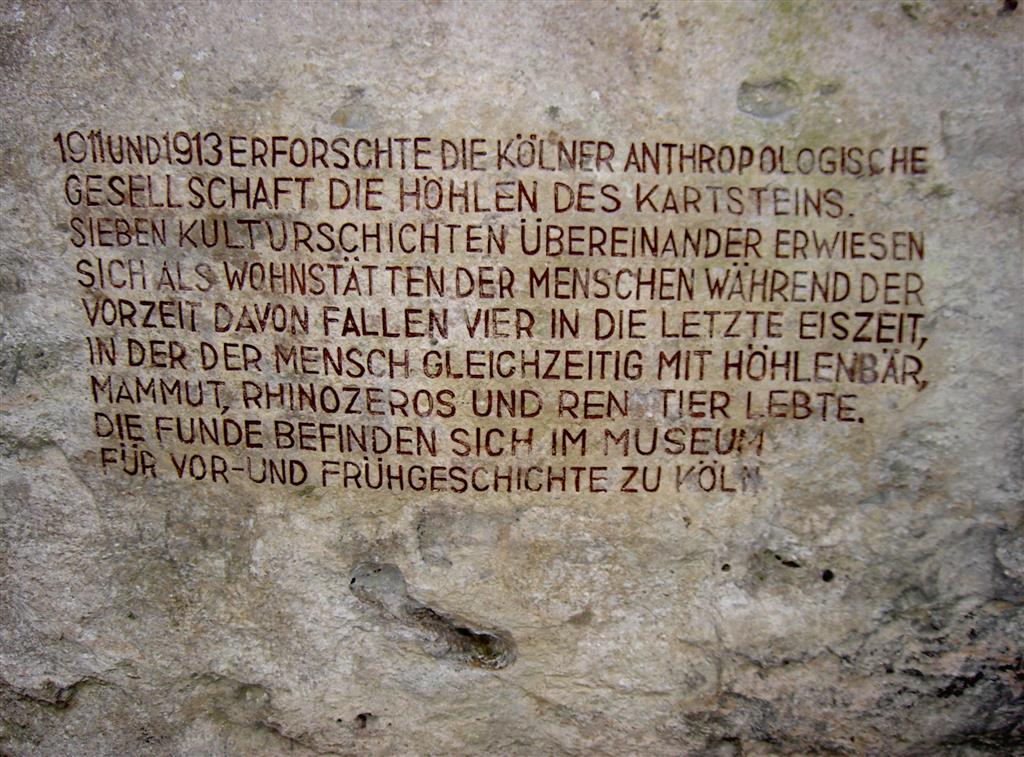 1911 UND 1913 ERFORSCHTE DIE KÖLNER ANTHROPOLOGISCHE
GESELLSCHAFT DIE HÖHLEN DES KARTSTEINS.
SIEBEN KULTURSCHICHTEN ÜBEREINANDER ERWIESEN
SICH ALS WOHNSTÄTTEN DER MENSCHEN WÄHREND DER
VORZEIT DAVON FALLEN VIER IN DIE LETZTE EISZEIT,
IN DER DER MENSCH GLEICHZEITIG MIT HÖHLENBÄR,
MAMMUT, RHINOZEROS UND REN TIER LEBTE.
DIE FUNDE BEFINDEN SICH IM MUSEUM
FÜR VOR-UND FRÜHGESCHICHTE ZU KÖLN